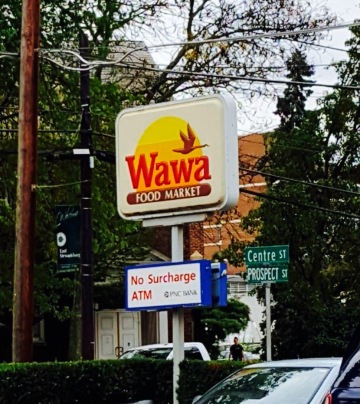 Wawa
FOOD MARKET
No Surcharge
ATM PNC BANK
Centre ST
PROSPECT ST
East
Stroudsburg